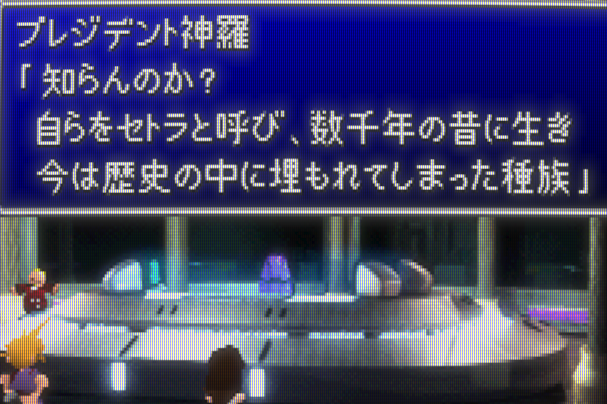 プレジデント神羅
「知らんのか?
自らをセトラと呼び、数千年の昔に生き
今は歴史の中に埋もれてしまった種族」